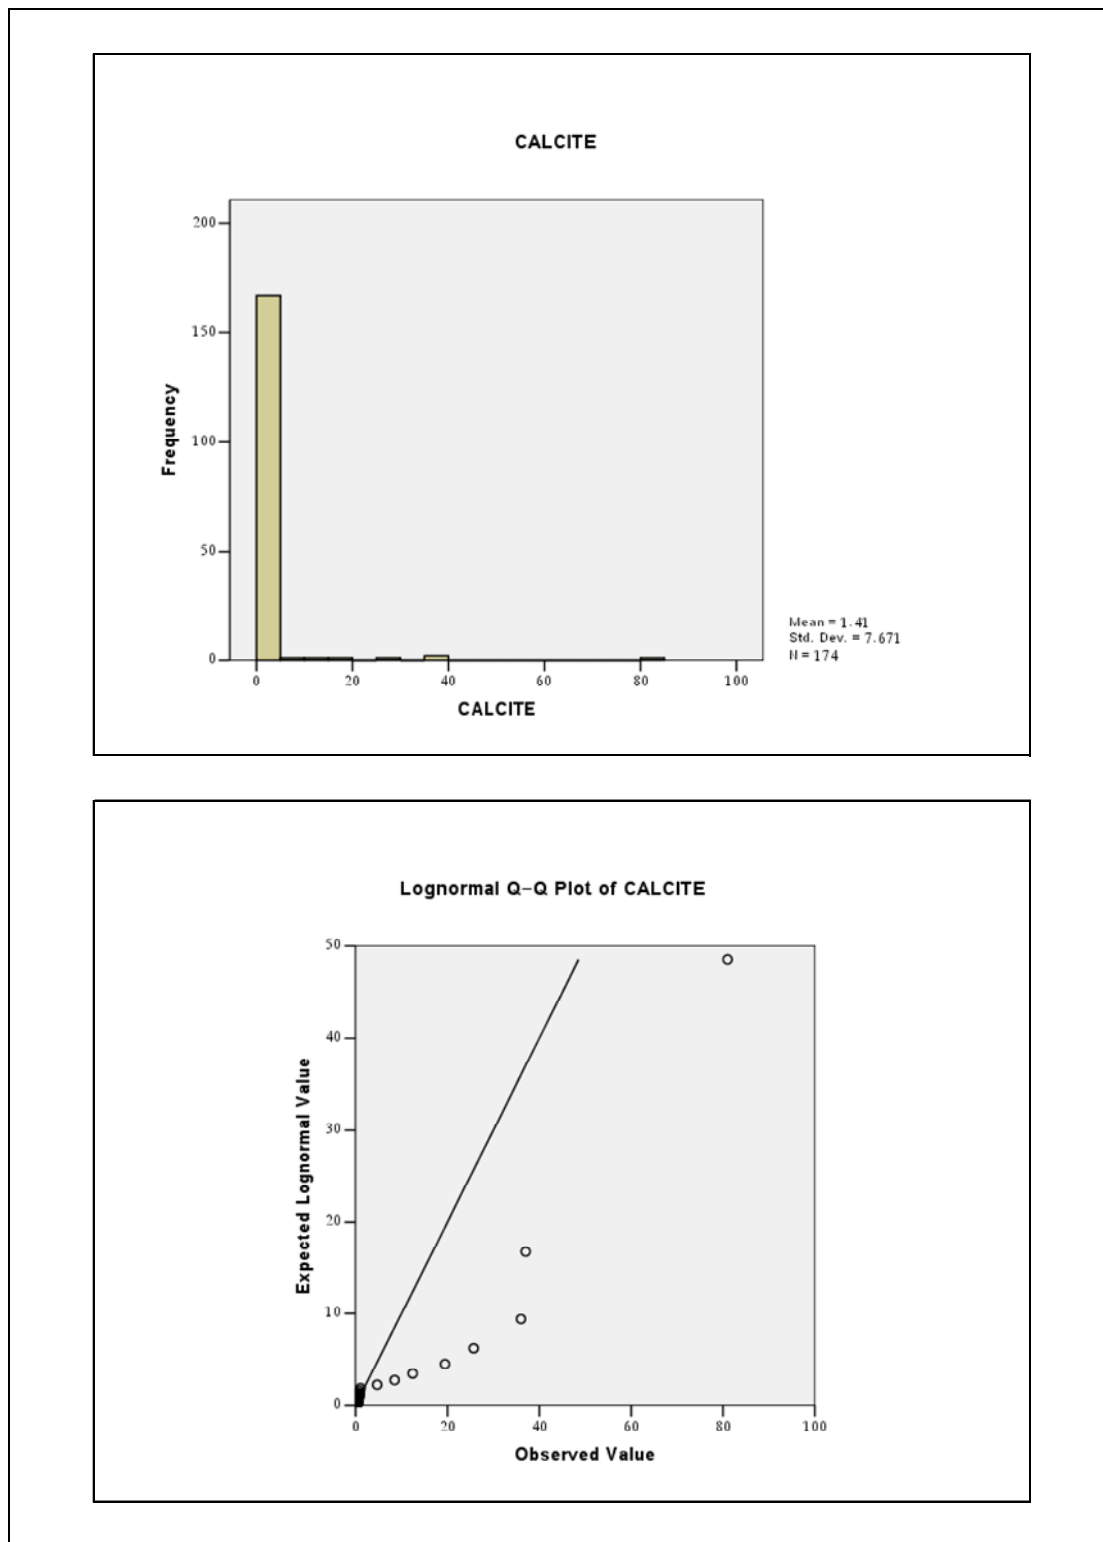 CALCITE
200
150
100
50
0
Frequency
0 20 40 60 80 100
CALCITE
Mean = 1.41
Std. Dev. = 7.671
N = 174
Lognormal Q–Q Plot of CALCITE
50
40
30
20
10
0
Expected Lognormal Value
0 20 40 60 80 100
Observed Value